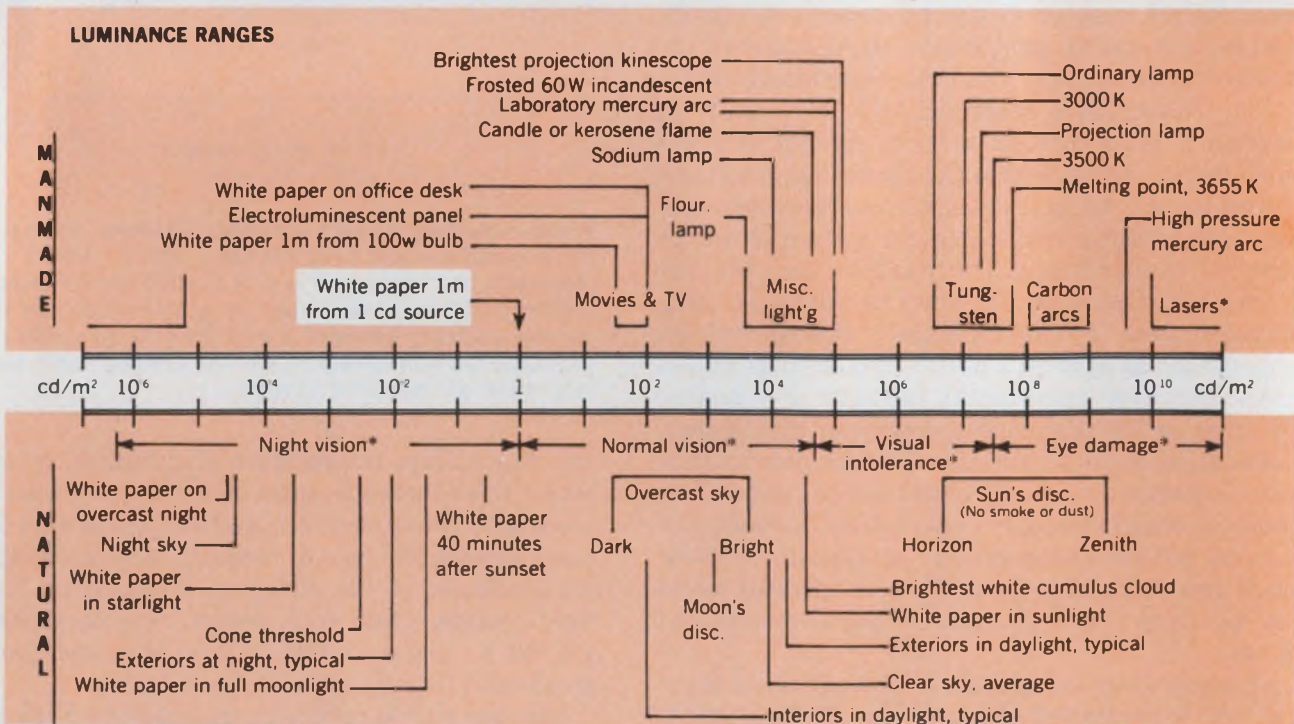 LUMINANCE RANGES
MANMADE
Brightest projection kinescope
Frosted 60W incandescent
Laboratory mercury arc
Candle or kerosene flame
Sodium lamp
White paper on office desk
Electroluminescent panel
White paper 1m from 100w bulb
White paper 1m
from 1 cd source
Movies & TV
Flour.
lamp
Misc.
light'g
Ordinary lamp
3000 K
Projection lamp
3500 K
Melting point, 3655 K
High pressure
mercury arc
Tung-
sten
Carbon
arcs
Lasers*
cd/m² 10⁻⁶ 10⁻⁴ 10⁻² 1 10² 10⁴ 10⁶ 10⁸ 10¹⁰ cd/m²
Night vision* Normal vision* Visual
intolerance* Eye damage*
NATURAL
White paper on
overcast night
Night sky
White paper
in starlight
Cone threshold
Exteriors at night, typical
White paper in full moonlight
White paper
40 minutes
after sunset
Overcast sky
Dark Bright
Moon's
disc.
Sun's disc.
(No smoke or dust)
Horizon Zenith
Brightest white cumulus cloud
White paper in sunlight
Exteriors in daylight, typical
Clear sky, average
Interiors in daylight, typical